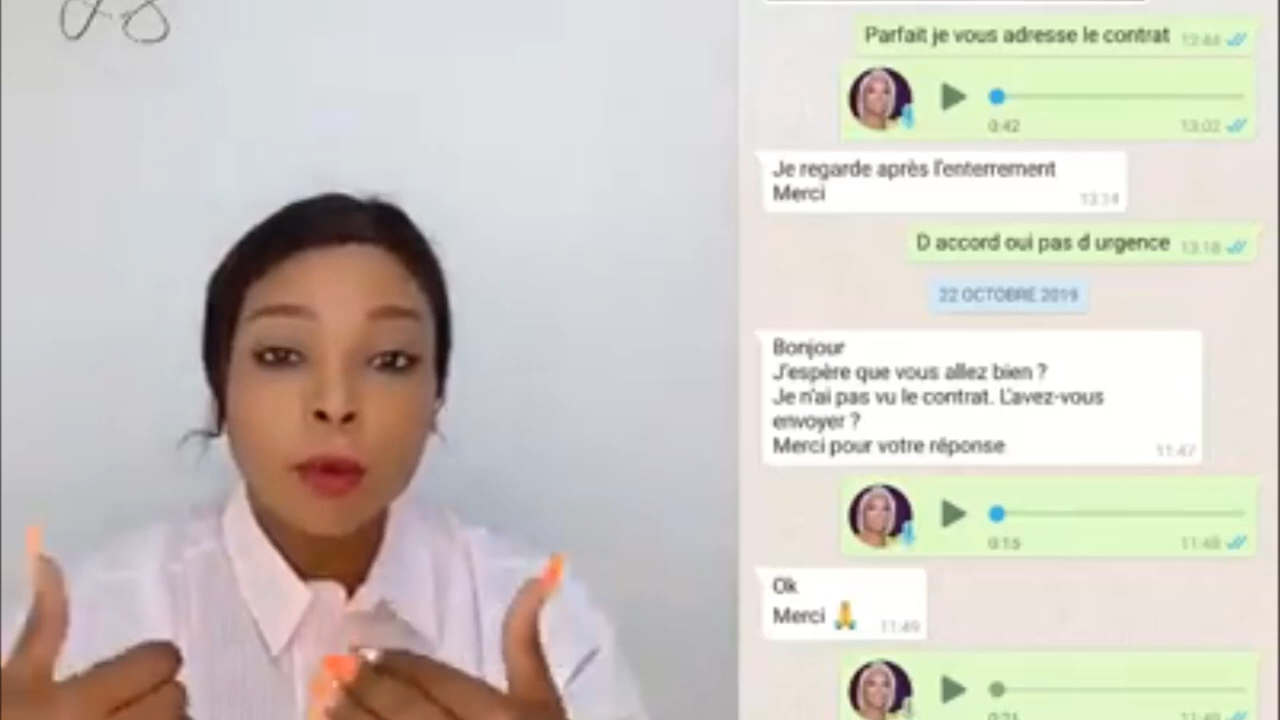 Parfait je vous adresse le contrat 12:44
0:42 13:02
Je regarde après l'enterrement
Merci 13:14
D accord oui pas d urgence 13:18
22 OCTOBRE 2019
Bonjour
J'espère que vous allez bien ?
Je n'ai pas vu le contrat. L'avez-vous
envoyer ?
Merci pour votre réponse 11:47
0:15 11:48
Ok
Merci 🙏 11:49